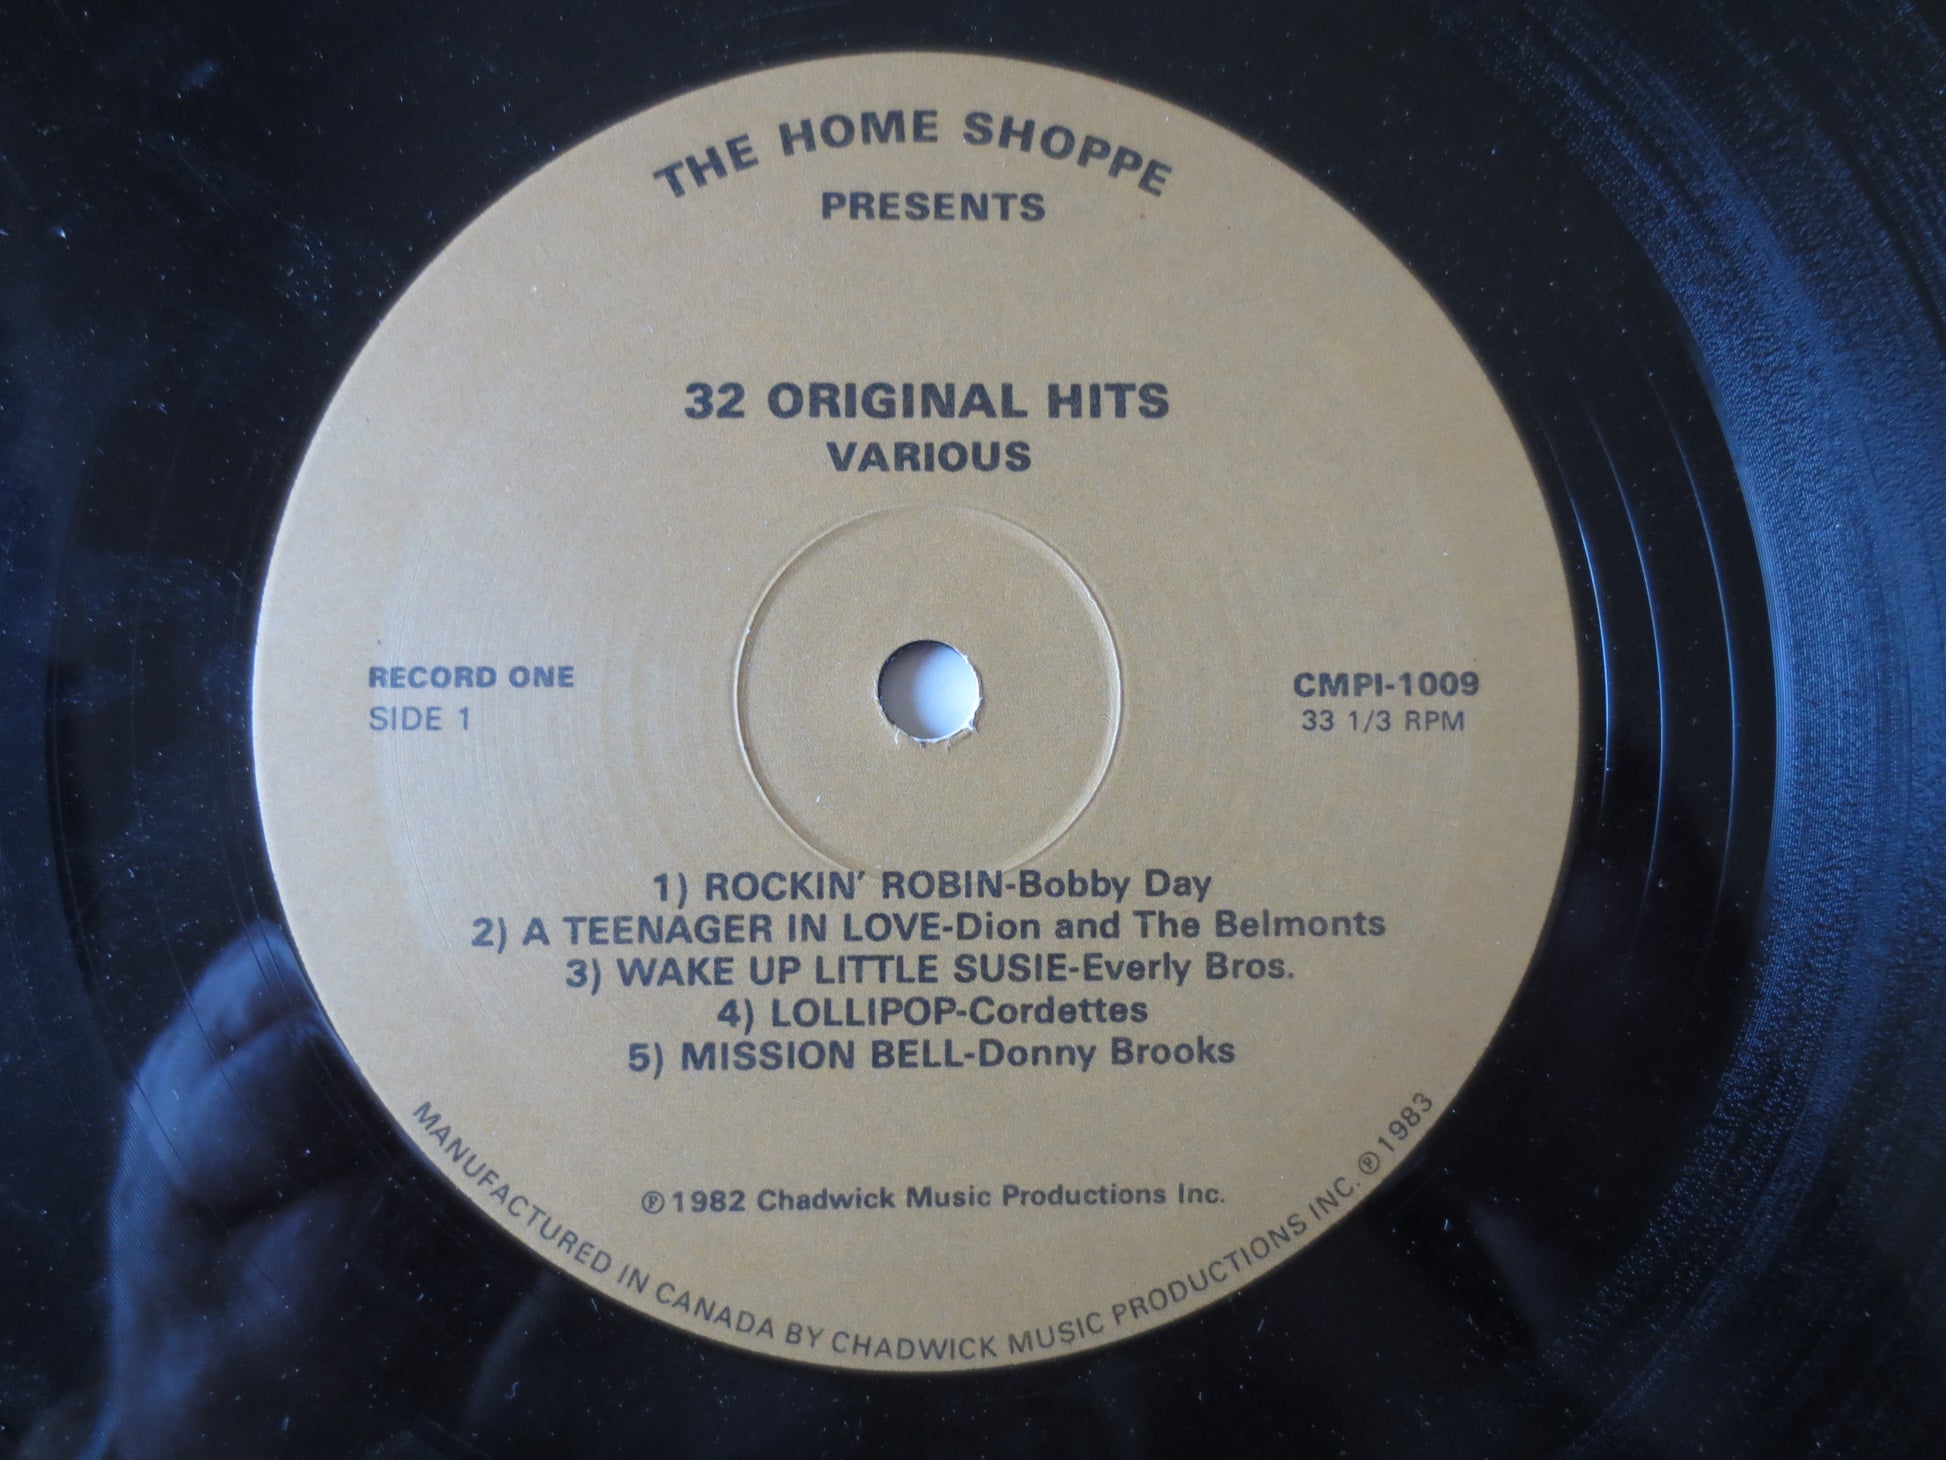 THE HOME SHOPPE
PRESENTS
32 ORIGINAL HITS
VARIOUS
RECORD ONE
SIDE 1
CMPI-1009
33 1/3 RPM
1) ROCKIN' ROBIN-Bobby Day
2) A TEENAGER IN LOVE-Dion and The Belmonts
3) WAKE UP LITTLE SUSIE-Everly Bros.
4) LOLLIPOP-Cordettes
5) MISSION BELL-Donny Brooks
℗ 1982 Chadwick Music Productions Inc.
MANUFACTURED IN CANADA BY CHADWICK MUSIC PRODUCTIONS INC. ℗ 1983